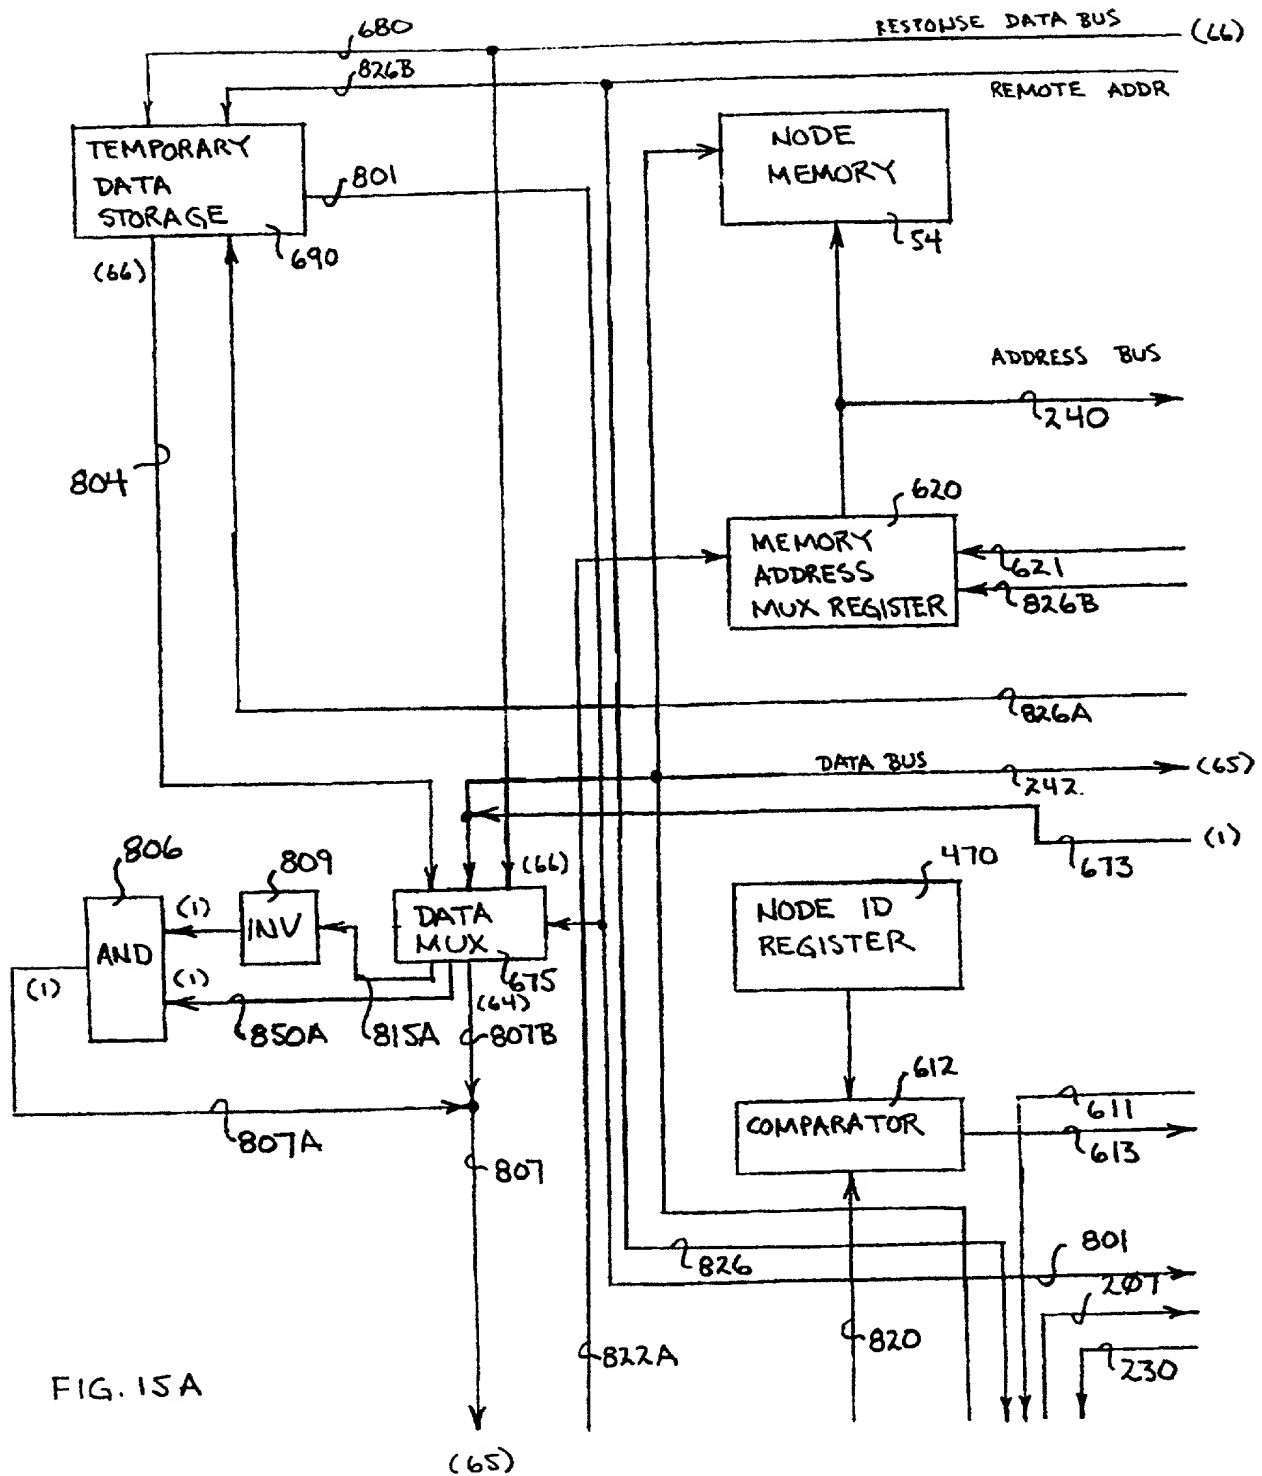 680
RESPONSE DATA BUS
(66)
826B
REMOTE ADDR
TEMPORARY
DATA
STORAGE
801
690
(66)
NODE
MEMORY
54
ADDRESS BUS
240
804
620
MEMORY
ADDRESS
MUX REGISTER
621
826B
826A
DATA BUS
242.
(65)
673
(1)
806
809
(66)
470
(1)
INV
DATA
MUX
675
NODE ID
REGISTER
AND
(1)
(1)
850A
815A
(64)
807B
612
COMPARATOR
611
613
807A
807
826
801
207
820
822A
230
FIG. 15A
(65)